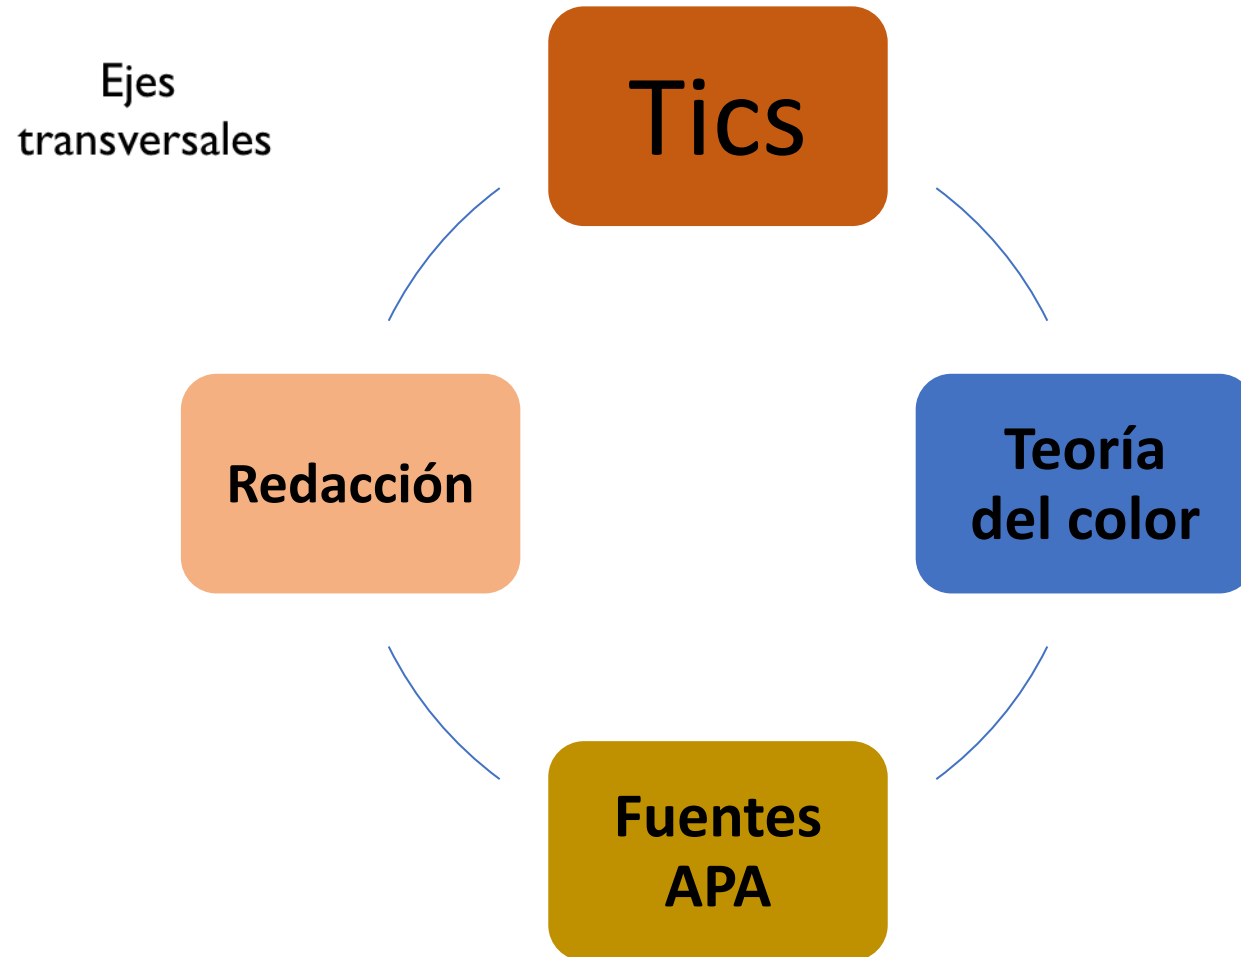 Ejes
transversales
Tics
Redacción
Teoría
del color
Fuentes
APA